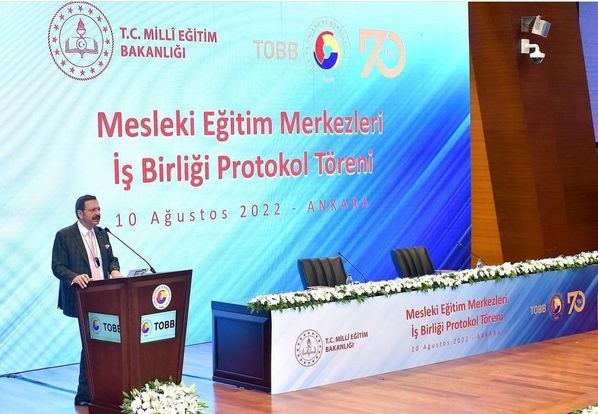 T.C. MİLLÎ EĞİTİM
BAKANLIĞI
TOBB
70
Mesleki Eğitim Merkezleri
İş Birliği Protokol Töreni
10 Ağustos 2022 - ANKARA
TOBB
TOBB
T.C. MİLLÎ EĞİTİM
BAKANLIĞI
Mesleki Eğitim Merkezleri
İş Birliği Protokol Töreni
10 Ağustos 2022 - ANKARA
TOBB
70